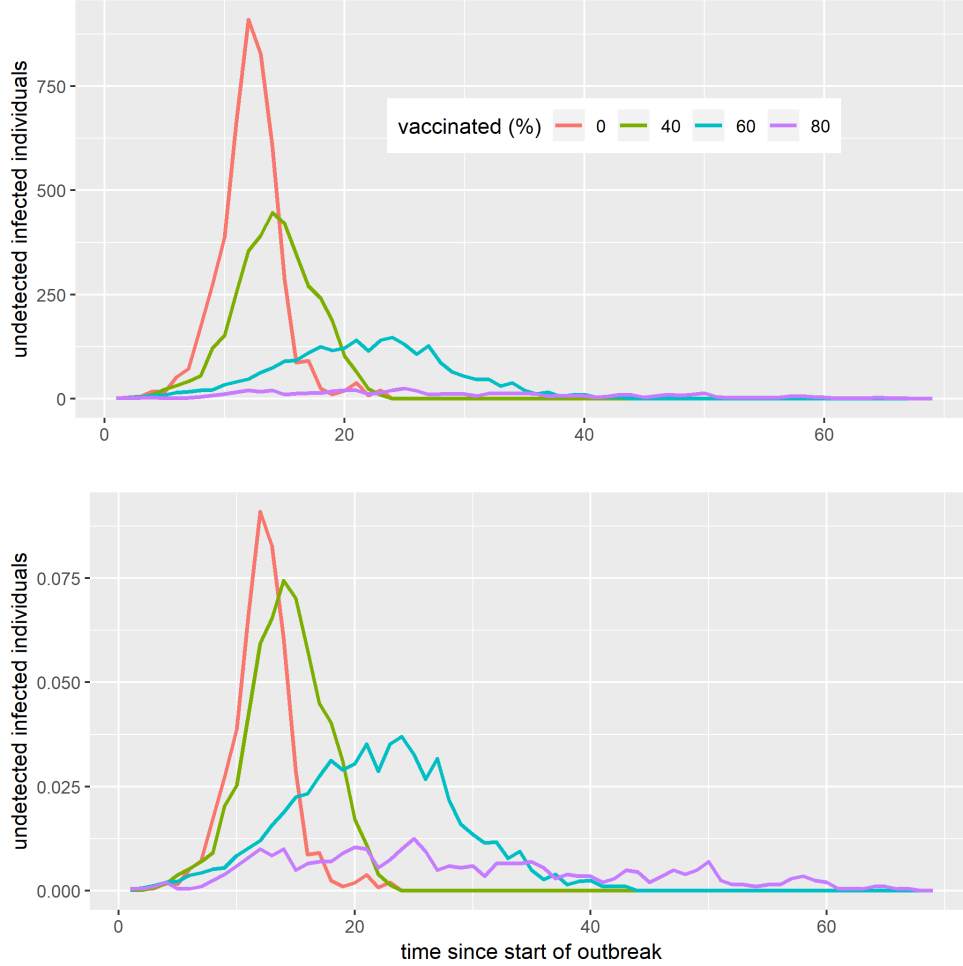 undetected infected individuals
750
500
250
0
vaccinated (%) 0 40 60 80
0 20 40 60
undetected infected individuals
0.075
0.050
0.025
0.000
0 20 40 60
time since start of outbreak